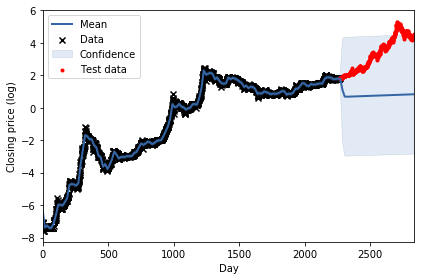 Mean
Data
Confidence
Test data
6
4
2
0
−2
−4
−6
−8
Closing price (log)
0 500 1000 1500 2000 2500
Day